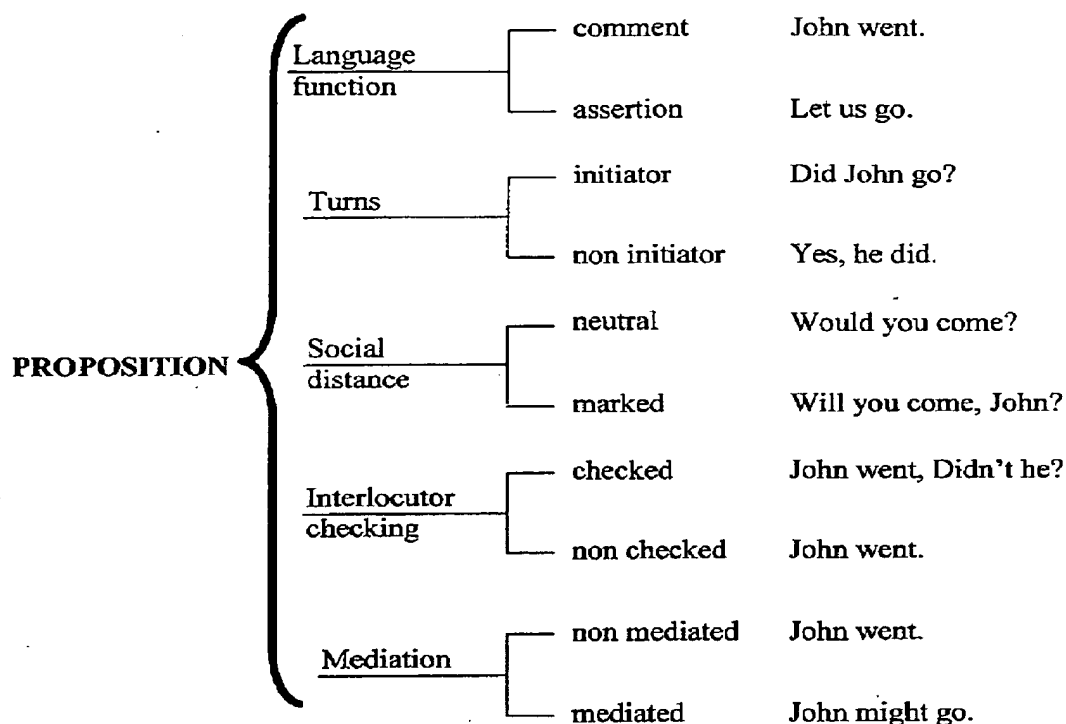 comment John went.
Language
function
assertion Let us go.
initiator Did John go?
Turns
non initiator Yes, he did.
neutral Would you come?
PROPOSITION
Social
distance
marked Will you come, John?
checked John went, Didn't he?
Interlocutor
checking
non checked John went.
non mediated John went.
Mediation
mediated John might go.